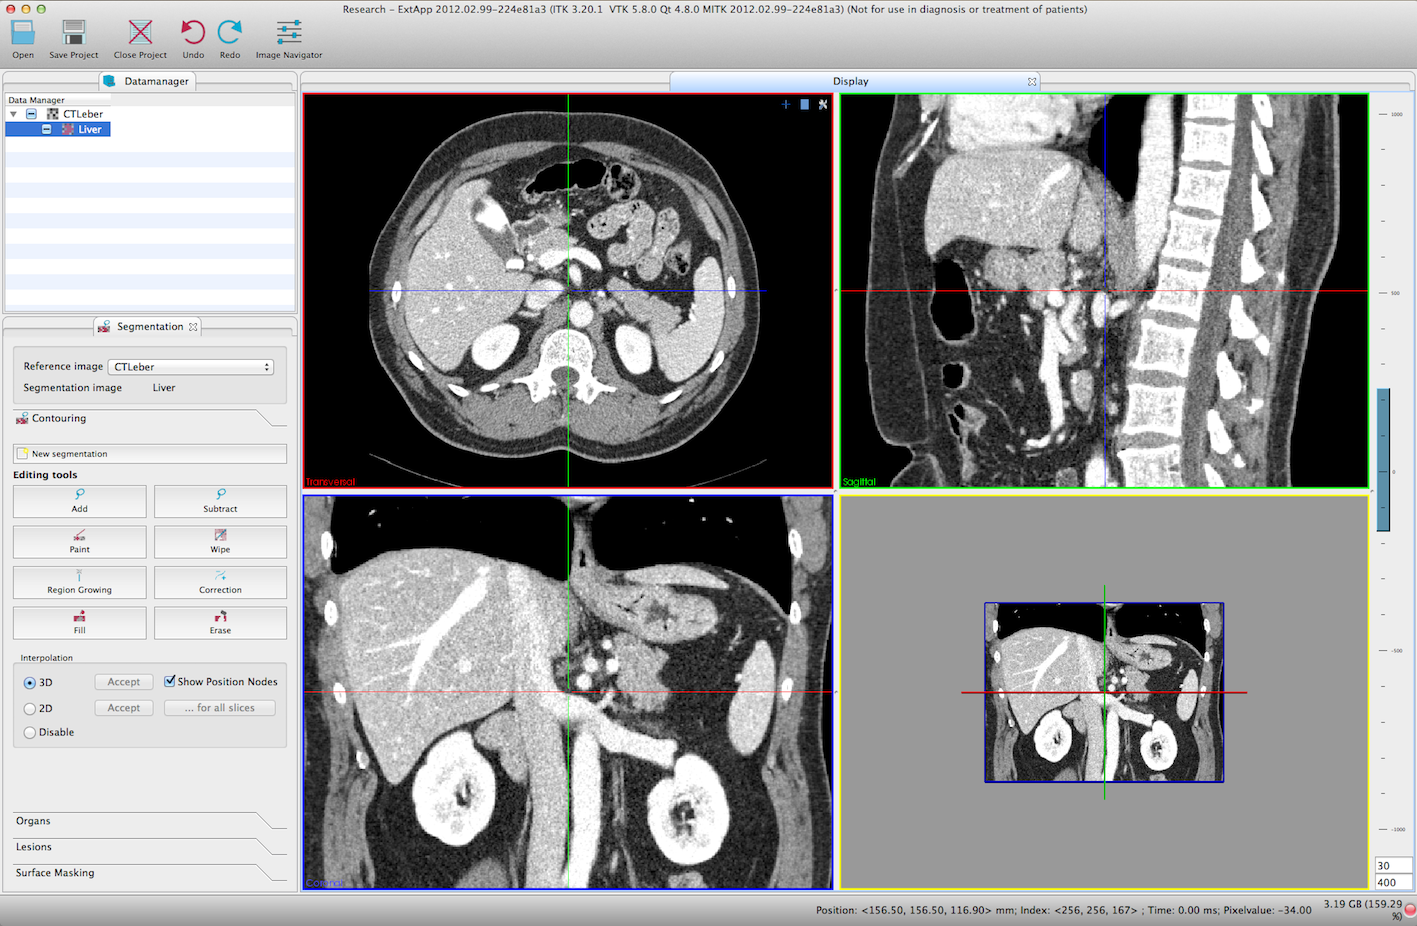 Research – ExtApp 2012.02.99–224e81a3 (ITK 3.20.1 VTK 5.8.0 Qt 4.8.0 MITK 2012.02.99–224e81a3) (Not for use in diagnosis or treatment of patients)
Open Save Project Close Project Undo Redo Image Navigator
Datamanager
Display
Data Manager
CTLeber
Liver
Segmentation
Reference image CTLeber
Segmentation image Liver
Contouring
New segmentation
Editing tools
Add Subtract
Paint Wipe
Region Growing Correction
Fill Erase
Interpolation
3D Accept Show Position Nodes
2D Accept ... for all slices
Disable
Organs
Lesions
Surface Masking
Transversal
Sagittal
1000
500
0
-500
-1000
30
400
Position: <156.50, 156.50, 116.90> mm; Index: <256, 256, 167> ; Time: 0.00 ms; Pixelvalue: –34.00
3.19 GB (159.29
%)